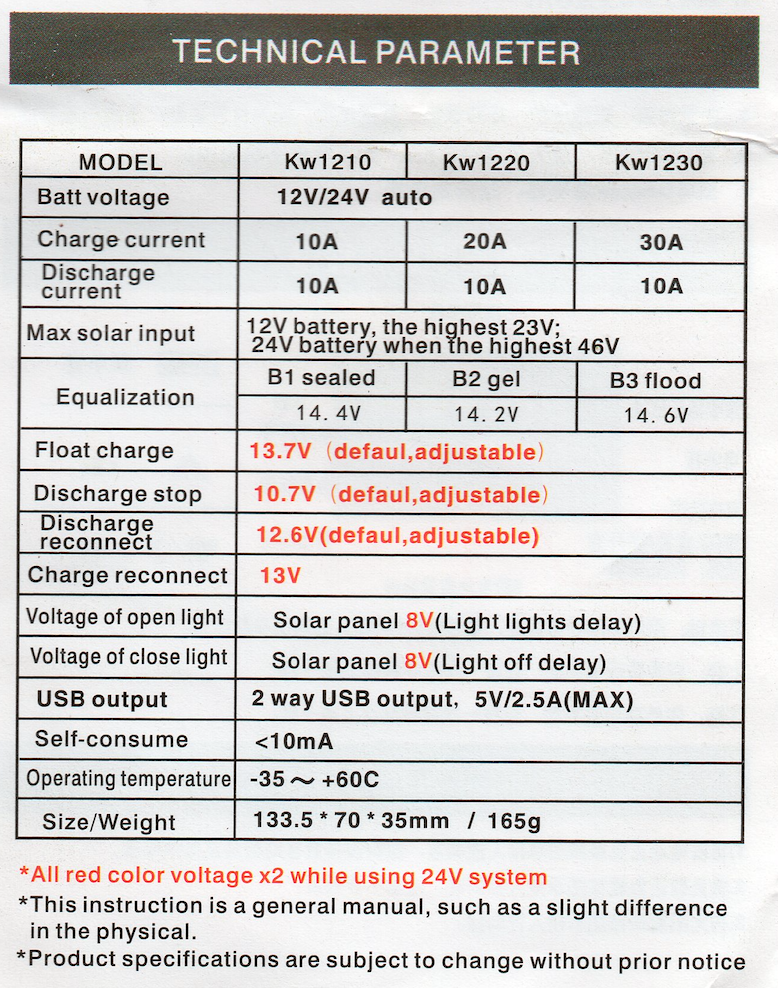 TECHNICAL PARAMETER
MODEL Kw1210 Kw1220 Kw1230
Batt voltage 12V/24V auto
Charge current 10A 20A 30A
Discharge
current 10A 10A 10A
Max solar input 12V battery, the highest 23V;
24V battery when the highest 46V
Equalization B1 sealed B2 gel B3 flood
14.4V 14.2V 14.6V
Float charge 13.7V (defaul,adjustable)
Discharge stop 10.7V (defaul,adjustable)
Discharge
reconnect 12.6V(defaul,adjustable)
Charge reconnect 13V
Voltage of open light Solar panel 8V(Light lights delay)
Voltage of close light Solar panel 8V(Light off delay)
USB output 2 way USB output, 5V/2.5A(MAX)
Self-consume <10mA
Operating temperature -35~+60C
Size/Weight 133.5*70*35mm / 165g
*All red color voltage x2 while using 24V system
*This instruction is a general manual, such as a slight difference
in the physical.
*Product specifications are subject to change without prior notice